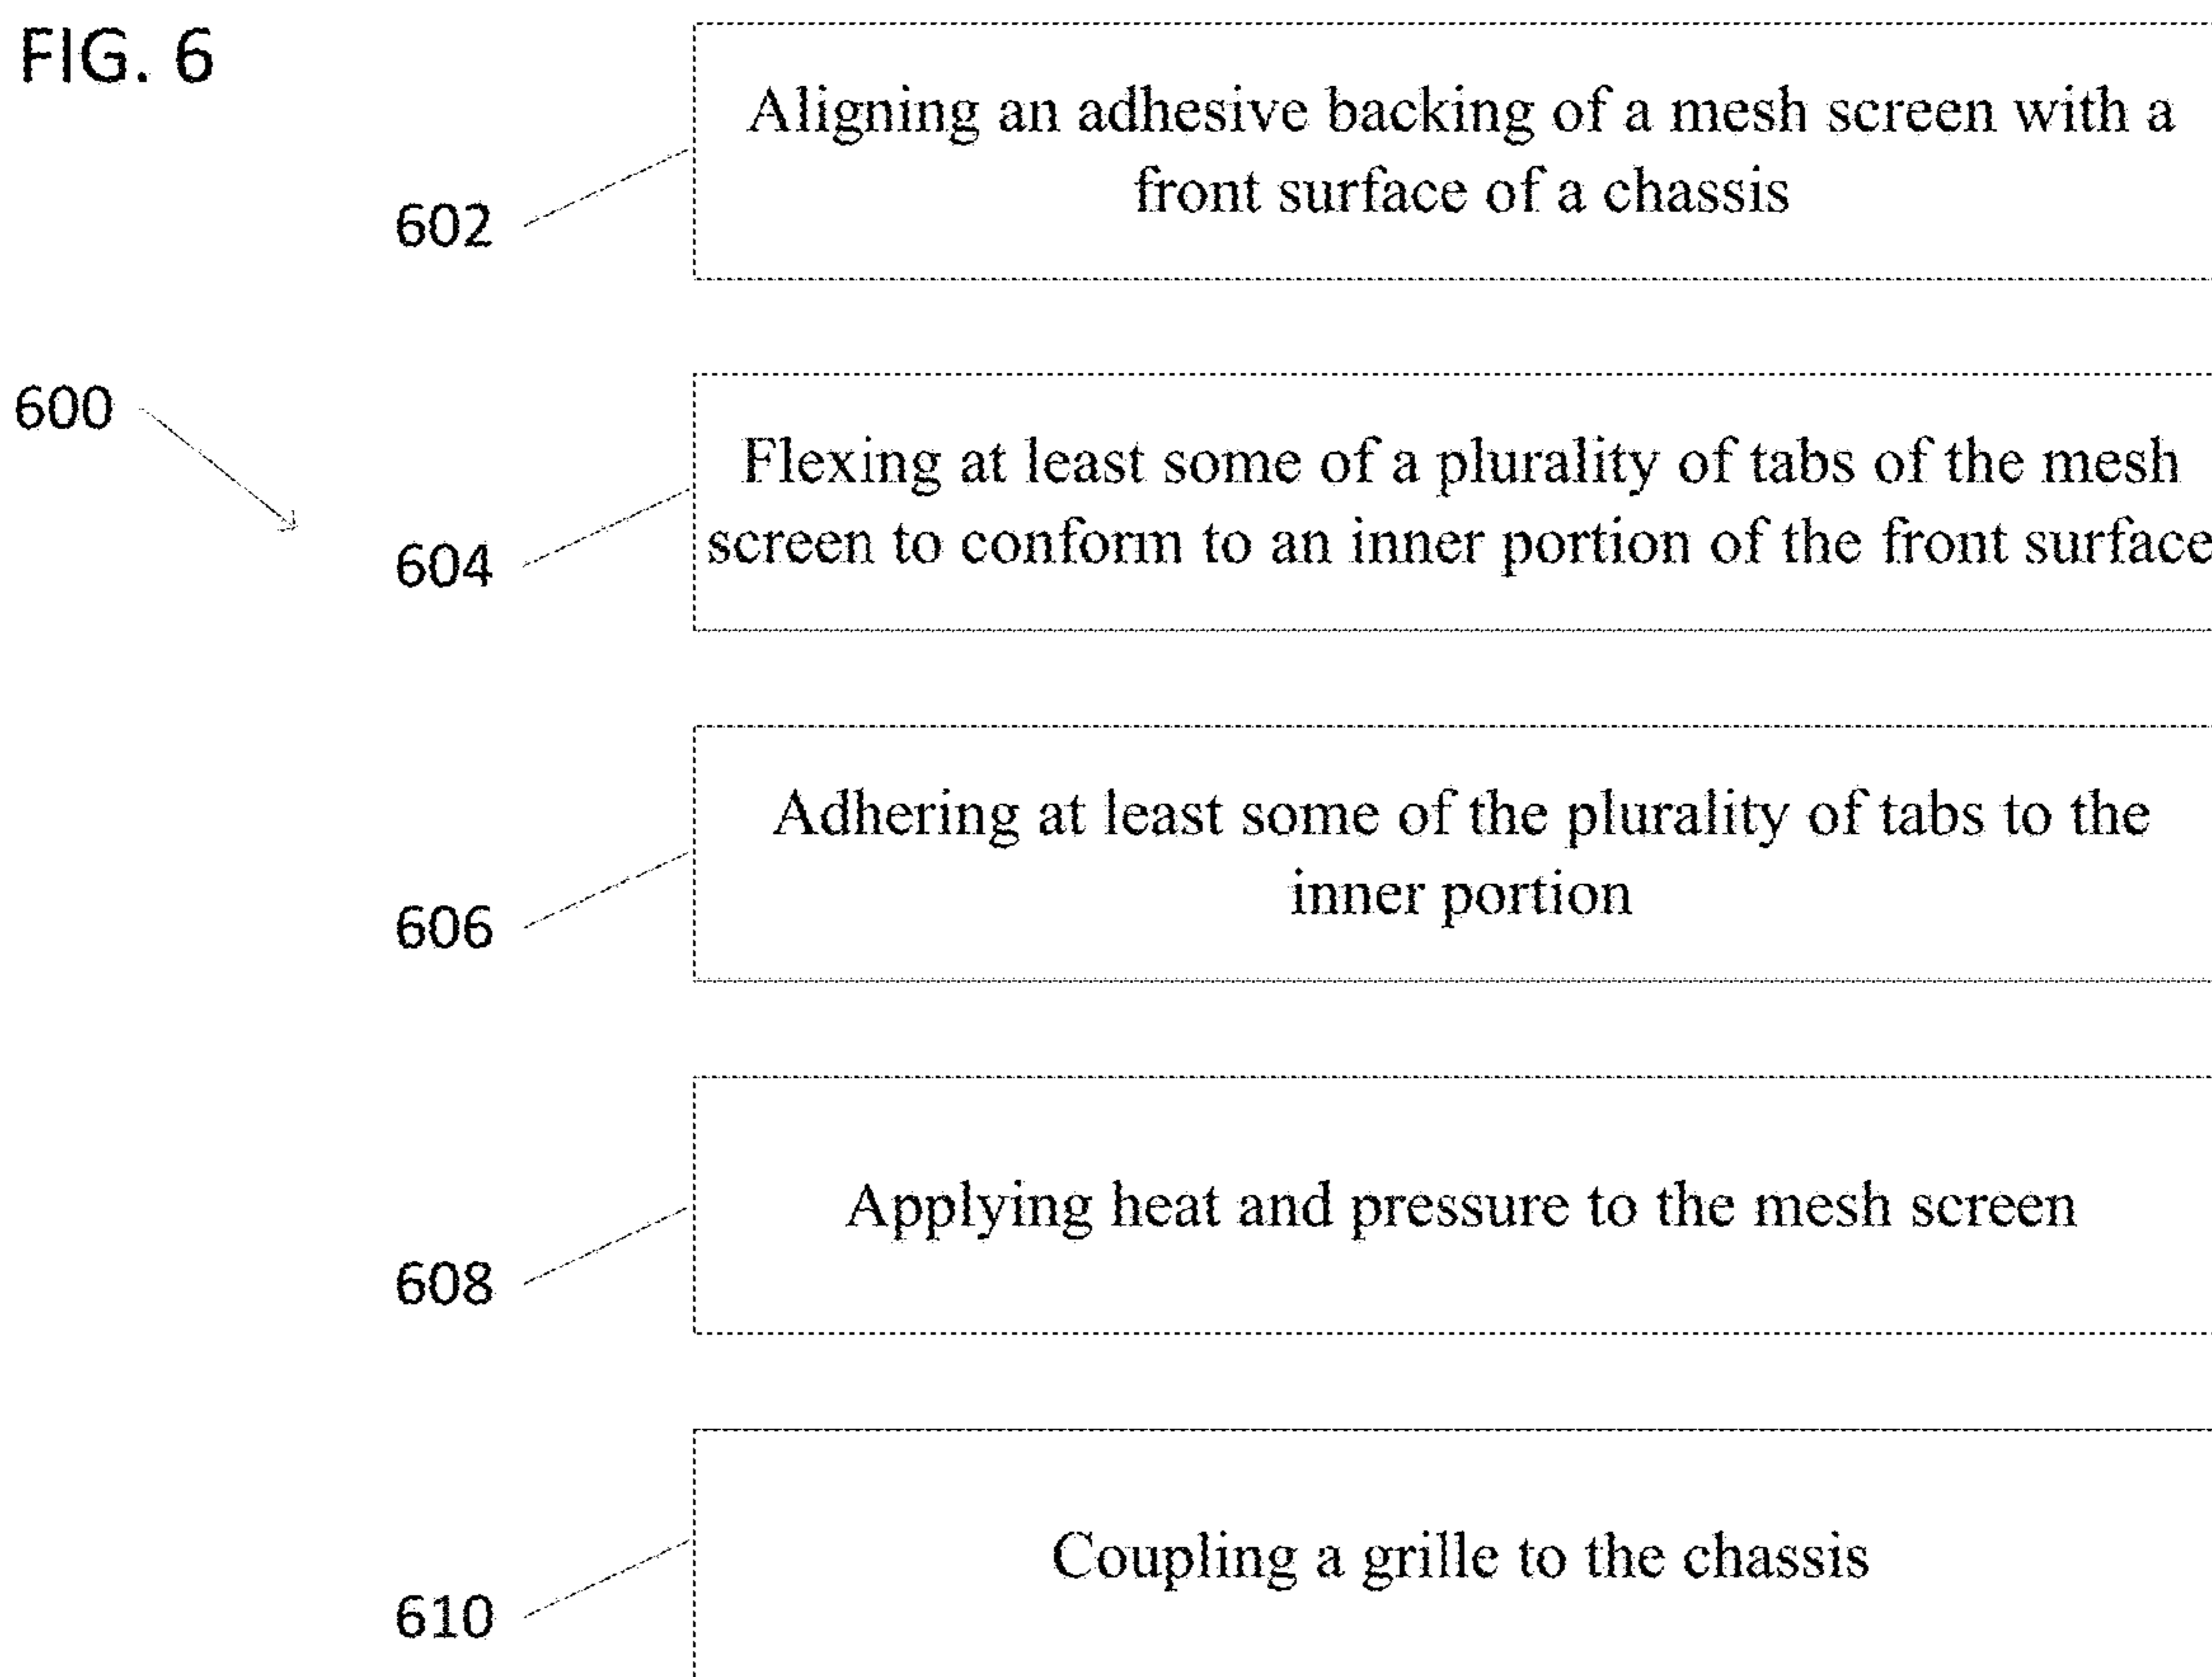 FIG. 6
Aligning an adhesive backing of a mesh screen with a
front surface of a chassis
602
600
Flexing at least some of a plurality of tabs of the mesh
screen to conform to an inner portion of the front surface
604
Adhering at least some of the plurality of tabs to the
inner portion
606
Applying heat and pressure to the mesh screen
608
Coupling a grille to the chassis
610